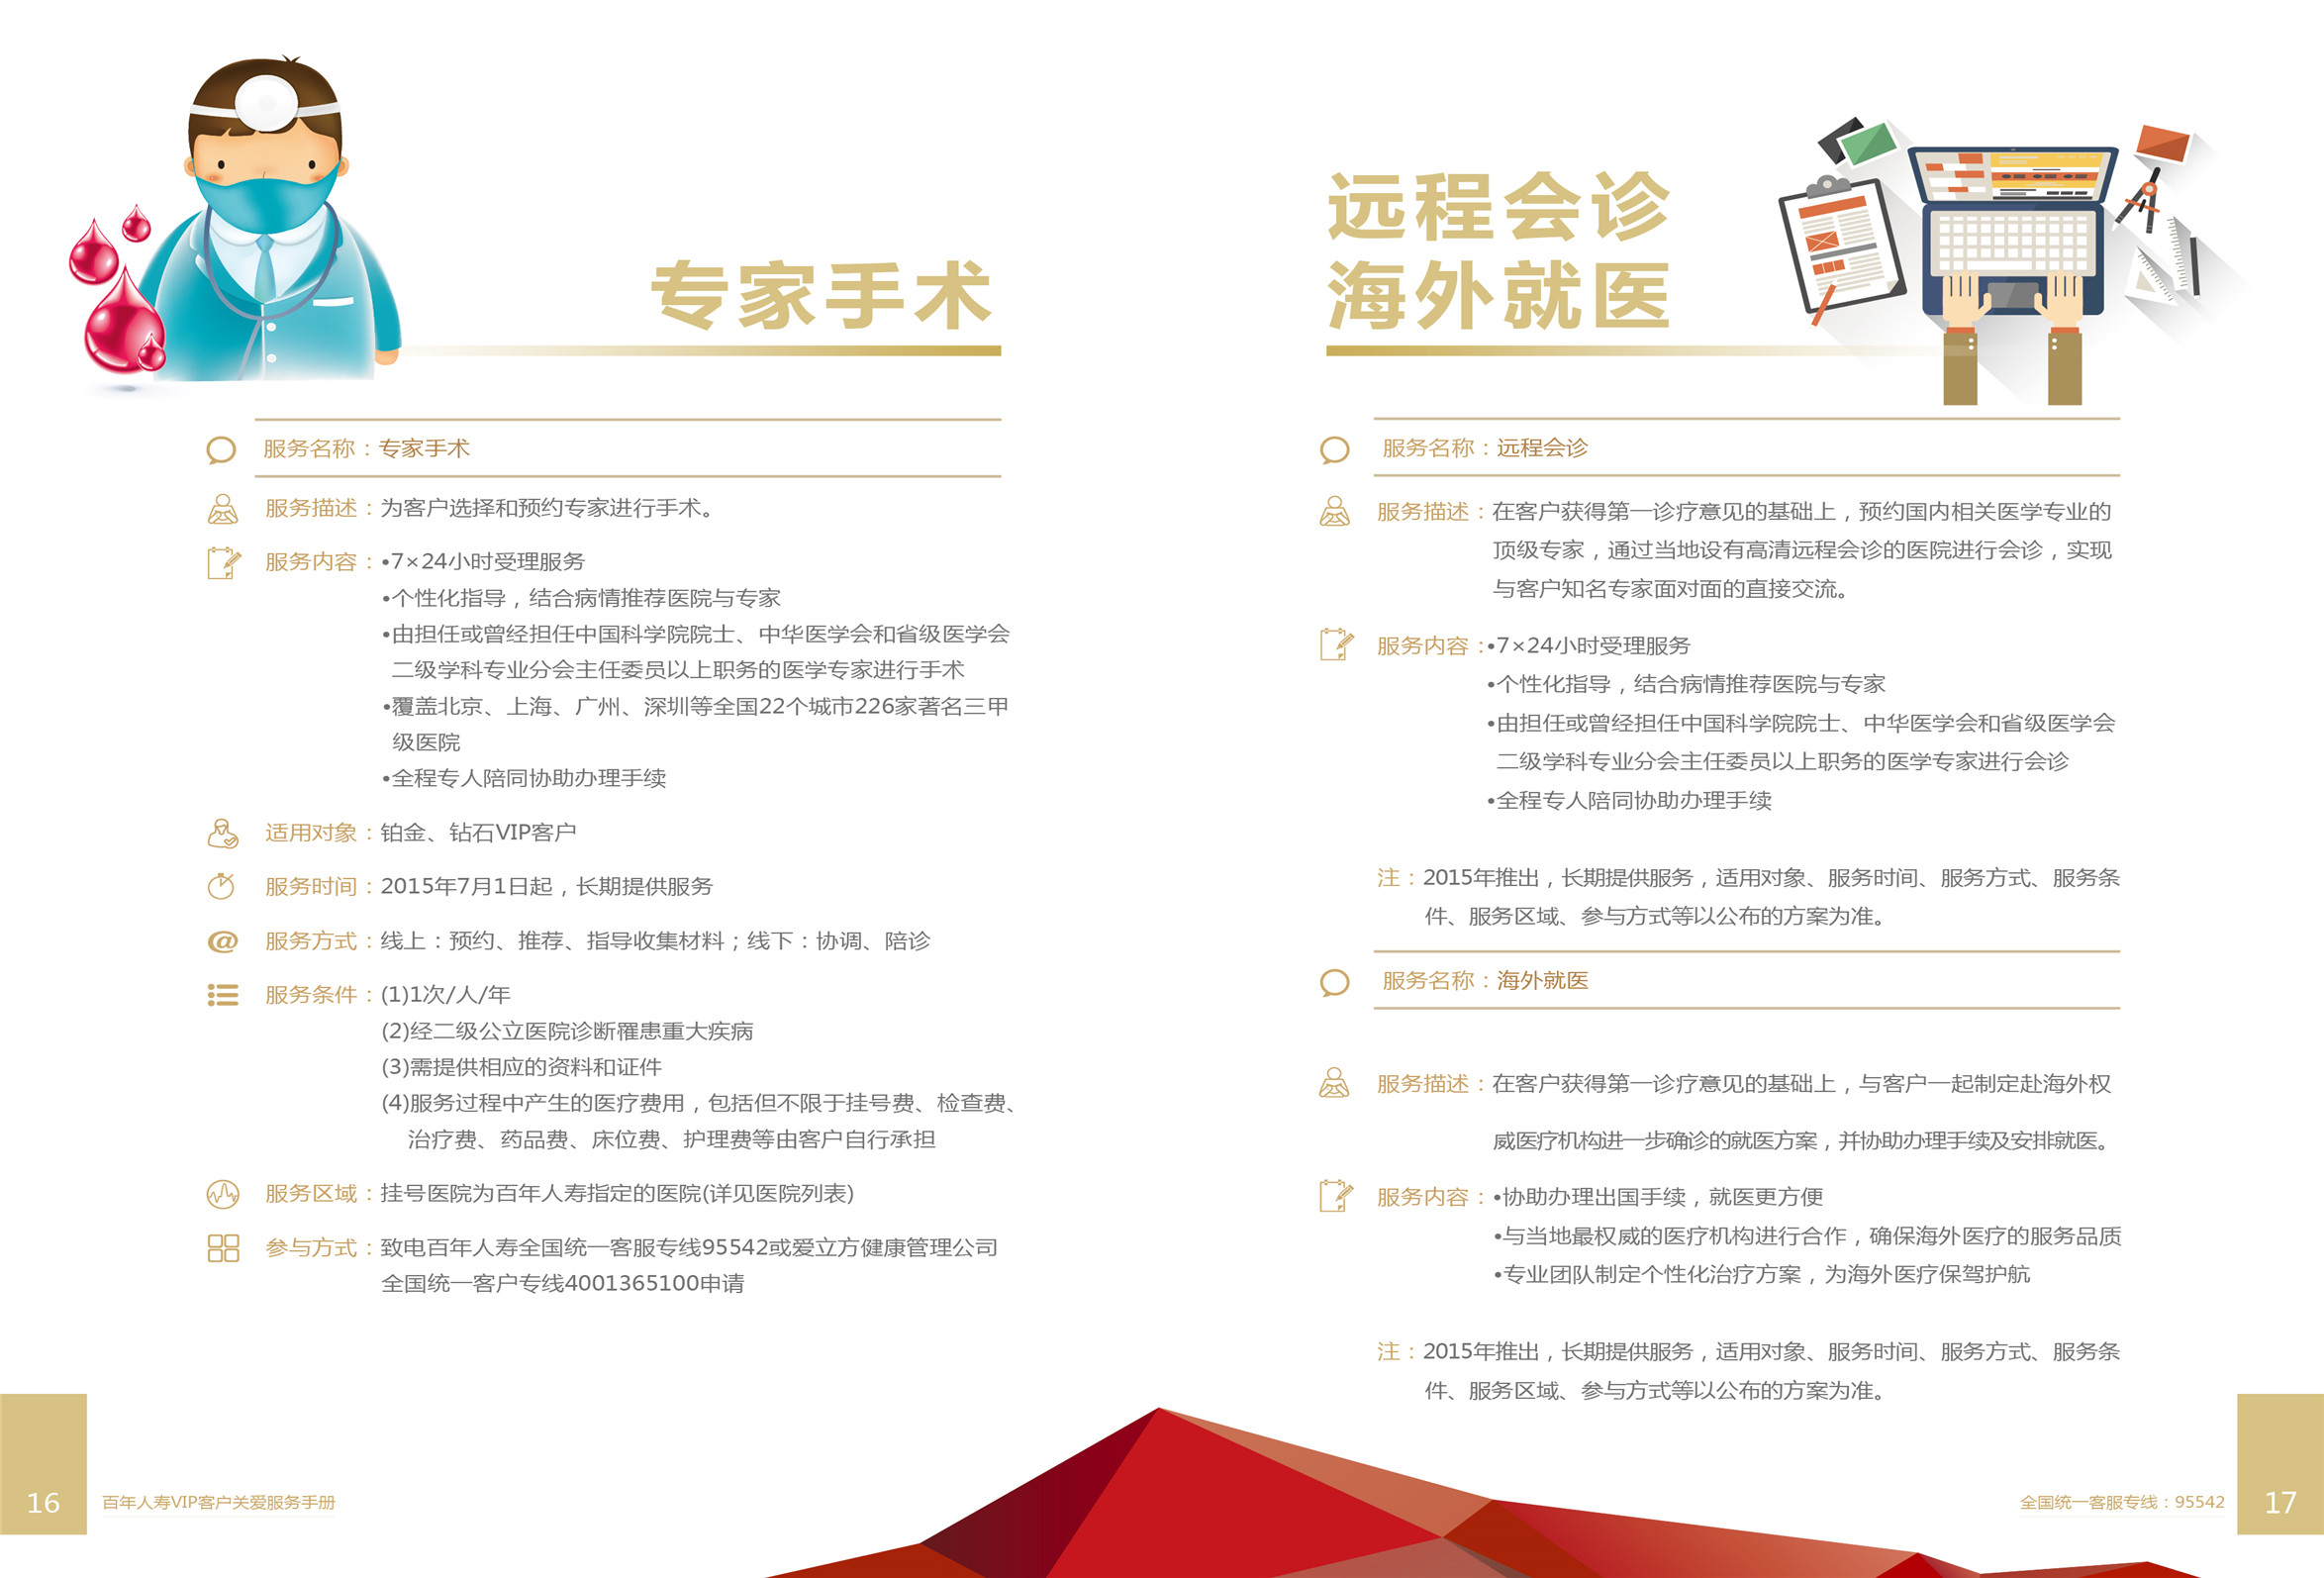 专家手术
服务名称：专家手术
服务描述：为客户选择和预约专家进行手术。
服务内容：•7×24小时受理服务
•个性化指导，结合病情推荐医院与专家
•由担任或曾经担任中国科学院院士、中华医学会和省级医学会
二级学科专业分会主任委员以上职务的医学专家进行手术
•覆盖北京、上海、广州、深圳等全国22个城市226家著名三甲
级医院
•全程专人陪同协助办理手续
适用对象：铂金、钻石VIP客户
服务时间：2015年7月1日起，长期提供服务
服务方式：线上：预约、推荐、指导收集材料；线下：协调、陪诊
服务条件：(1)1次/人/年
(2)经二级公立医院诊断罹患重大疾病
(3)需提供相应的资料和证件
(4)服务过程中产生的医疗费用，包括但不限于挂号费、检查费、
治疗费、药品费、床位费、护理费等由客户自行承担
服务区域：挂号医院为百年人寿指定的医院(详见医院列表)
参与方式：致电百年人寿全国统一客服专线95542或爱立方健康管理公司
全国统一客户专线4001365100申请
16
百年人寿VIP客户关爱服务手册
远程会诊
海外就医
服务名称：远程会诊
服务描述：在客户获得第一诊疗意见的基础上，预约国内相关医学专业的
顶级专家，通过当地设有高清远程会诊的医院进行会诊，实现
与客户知名专家面对面的直接交流。
服务内容：•7×24小时受理服务
•个性化指导，结合病情推荐医院与专家
•由担任或曾经担任中国科学院院士、中华医学会和省级医学会
二级学科专业分会主任委员以上职务的医学专家进行会诊
•全程专人陪同协助办理手续
注：2015年推出，长期提供服务，适用对象、服务时间、服务方式、服务条
件、服务区域、参与方式等以公布的方案为准。
服务名称：海外就医
服务描述：在客户获得第一诊疗意见的基础上，与客户一起制定赴海外权
威医疗机构进一步确诊的就医方案，并协助办理手续及安排就医。
服务内容：•协助办理出国手续，就医更方便
•与当地最权威的医疗机构进行合作，确保海外医疗的服务品质
•专业团队制定个性化治疗方案，为海外医疗保驾护航
注：2015年推出，长期提供服务，适用对象、服务时间、服务方式、服务条
件、服务区域、参与方式等以公布的方案为准。
全国统一客服专线：95542
17